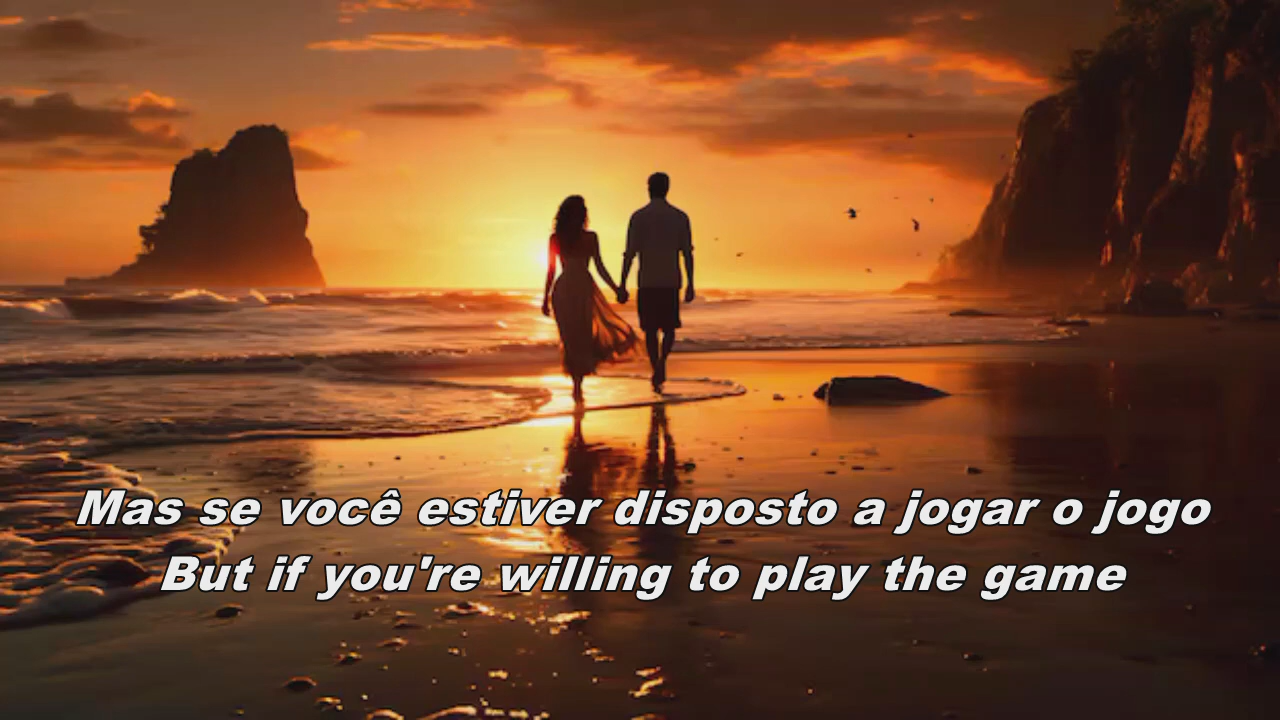 Mas se você estiver disposto a jogar o jogo
But if you're willing to play the game